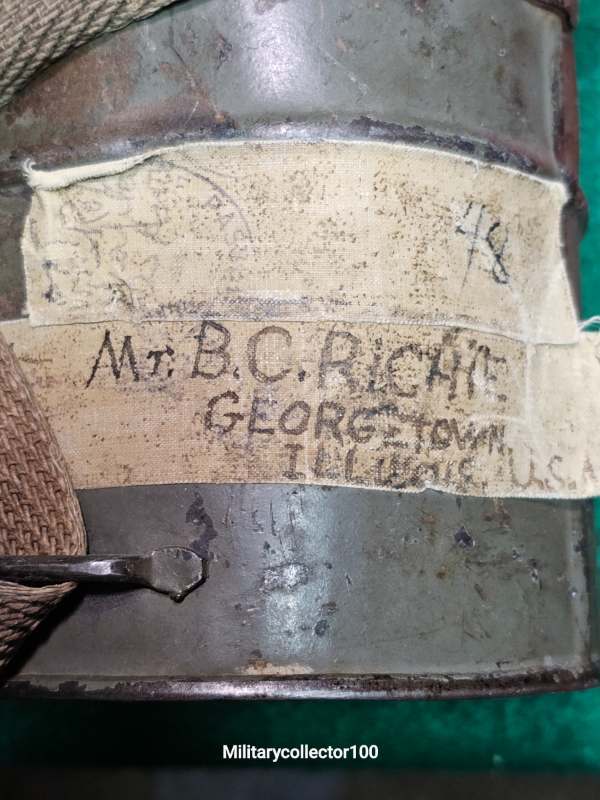 48
Mr. B.C. RiCHiE
GEORGETOWN
ILLiNOiS, U.S.A
Militarycollector100